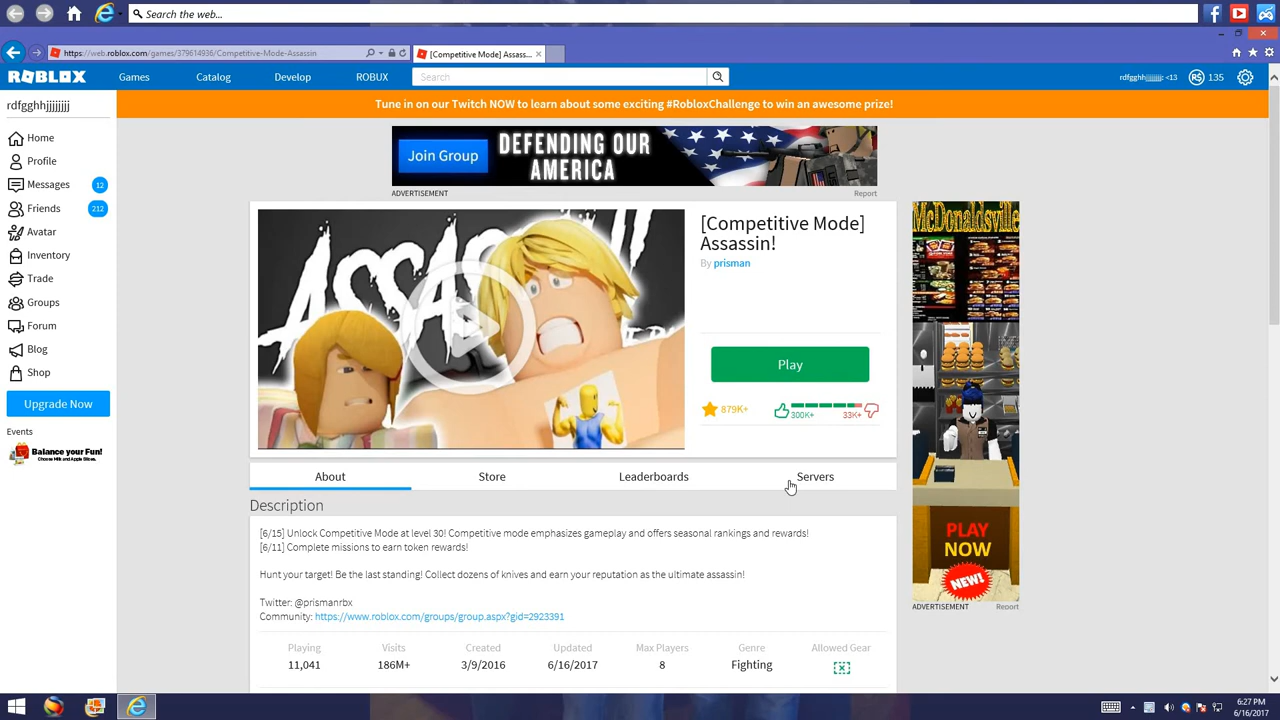 Search the web...
https://web.roblox.com/games/379614936/Competitive-Mode-Assassin
[Competitive Mode] Assass...
ROBLOX
Games
Catalog
Develop
ROBUX
Search
rdfgghhjjjjjjjj: <13
135
rdfgghhjjjjjjjj
Tune in on our Twitch NOW to learn about some exciting #RobloxChallenge to win an awesome prize!
Home
Profile
Messages 12
Friends 212
Avatar
Inventory
Trade
Groups
Forum
Blog
Shop
Upgrade Now
Events
Balance your Fun!
Choose Milk and Apple Slices.
Join Group
DEFENDING OUR
AMERICA
ADVERTISEMENT
Report
[Competitive Mode]
Assassin!
By prisman
Play
879K+
300K+
33K+
About
Store
Leaderboards
Servers
Description
[6/15] Unlock Competitive Mode at level 30! Competitive mode emphasizes gameplay and offers seasonal rankings and rewards!
[6/11] Complete missions to earn token rewards!
Hunt your target! Be the last standing! Collect dozens of knives and earn your reputation as the ultimate assassin!
Twitter: @prismanrbx
Community: https://www.roblox.com/groups/group.aspx?gid=2923391
Playing
Visits
Created
Updated
Max Players
Genre
Allowed Gear
11,041
186M+
3/9/2016
6/16/2017
8
Fighting
McDonaldsville
PLAY
NOW
NEW!
ADVERTISEMENT
Report
6:27 PM
6/16/2017